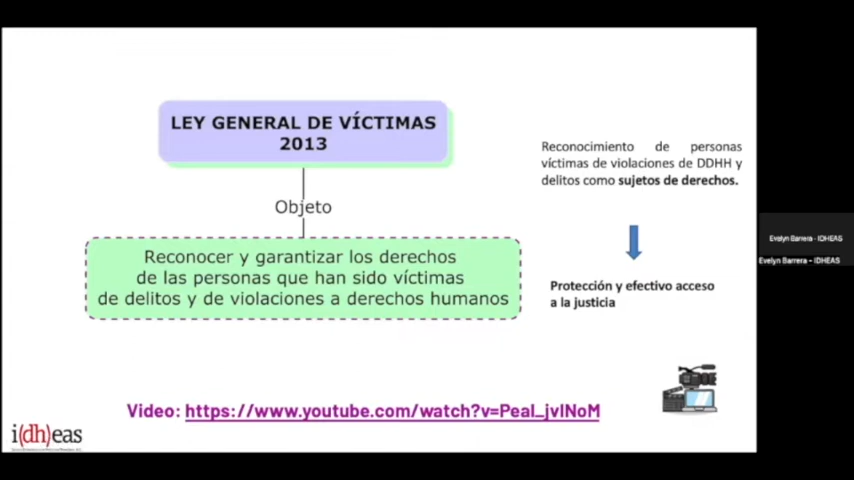 LEY GENERAL DE VÍCTIMAS
2013
Objeto
Reconocer y garantizar los derechos
de las personas que han sido víctimas
de delitos y de violaciones a derechos humanos
Reconocimiento de personas
víctimas de violaciones de DDHH y
delitos como sujetos de derechos.
Protección y efectivo acceso
a la justicia
Video: https://www.youtube.com/watch?v=Peal_jvlNoM
i(dh)eas
Evelyn Barrera - IDHEAS
Evelyn Barrera – IDHEAS